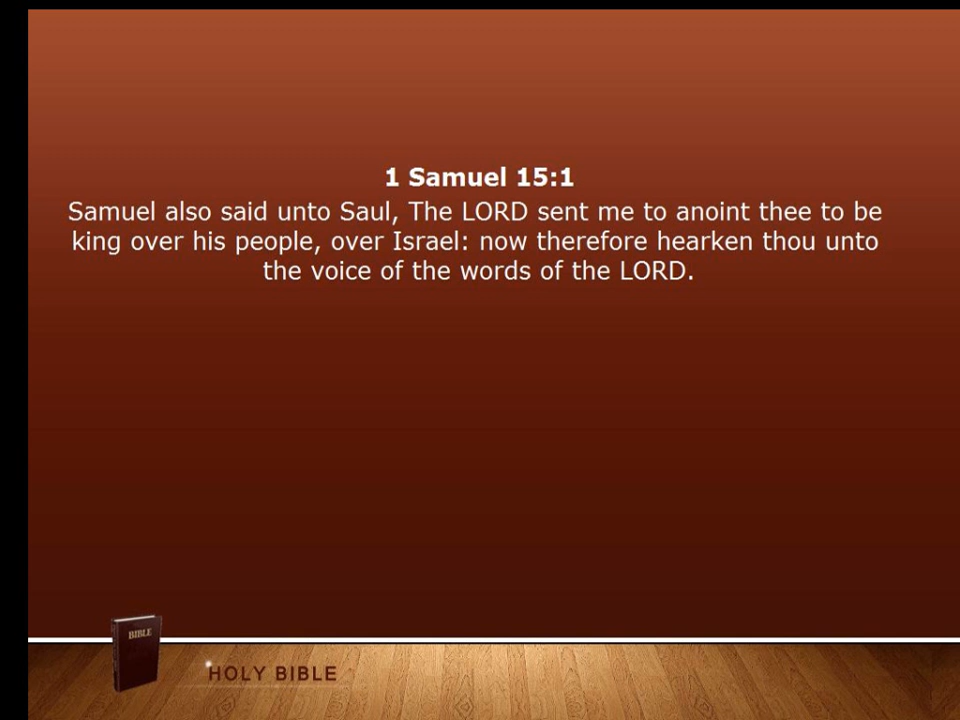 1 Samuel 15:1
Samuel also said unto Saul, The LORD sent me to anoint thee to be
king over his people, over Israel: now therefore hearken thou unto
the voice of the words of the LORD.
BIBLE
HOLY BIBLE